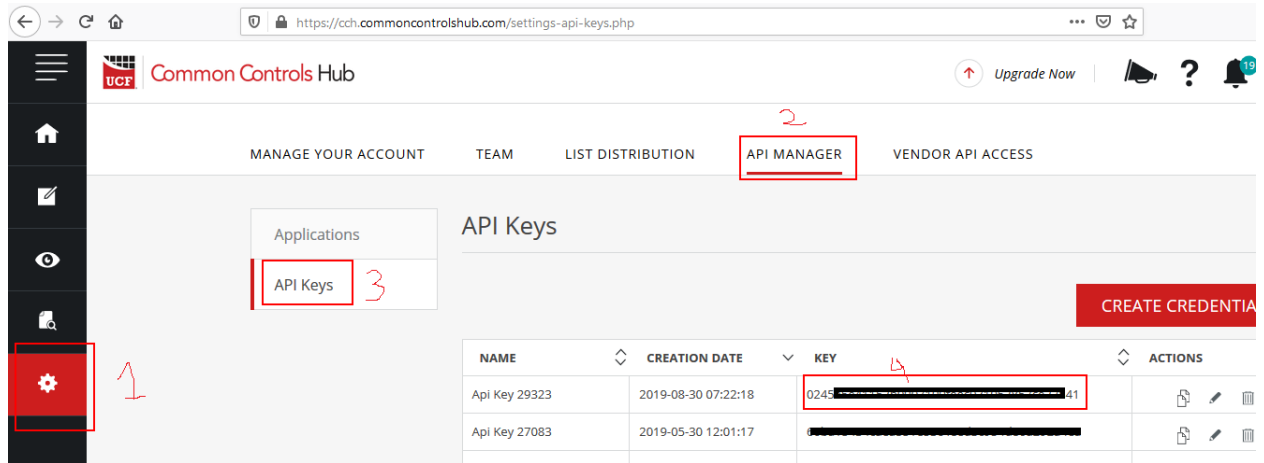 https://cch.commoncontrolshub.com/settings-api-keys.php
UCF Common Controls Hub
Upgrade Now
?
19
2
MANAGE YOUR ACCOUNT TEAM LIST DISTRIBUTION API MANAGER VENDOR API ACCESS
Applications
API Keys
API Keys
3
CREATE CREDENTIA
1
NAME CREATION DATE KEY ACTIONS
4
Api Key 29323 2019-08-30 07:22:18 0245 41
Api Key 27083 2019-05-30 12:01:17